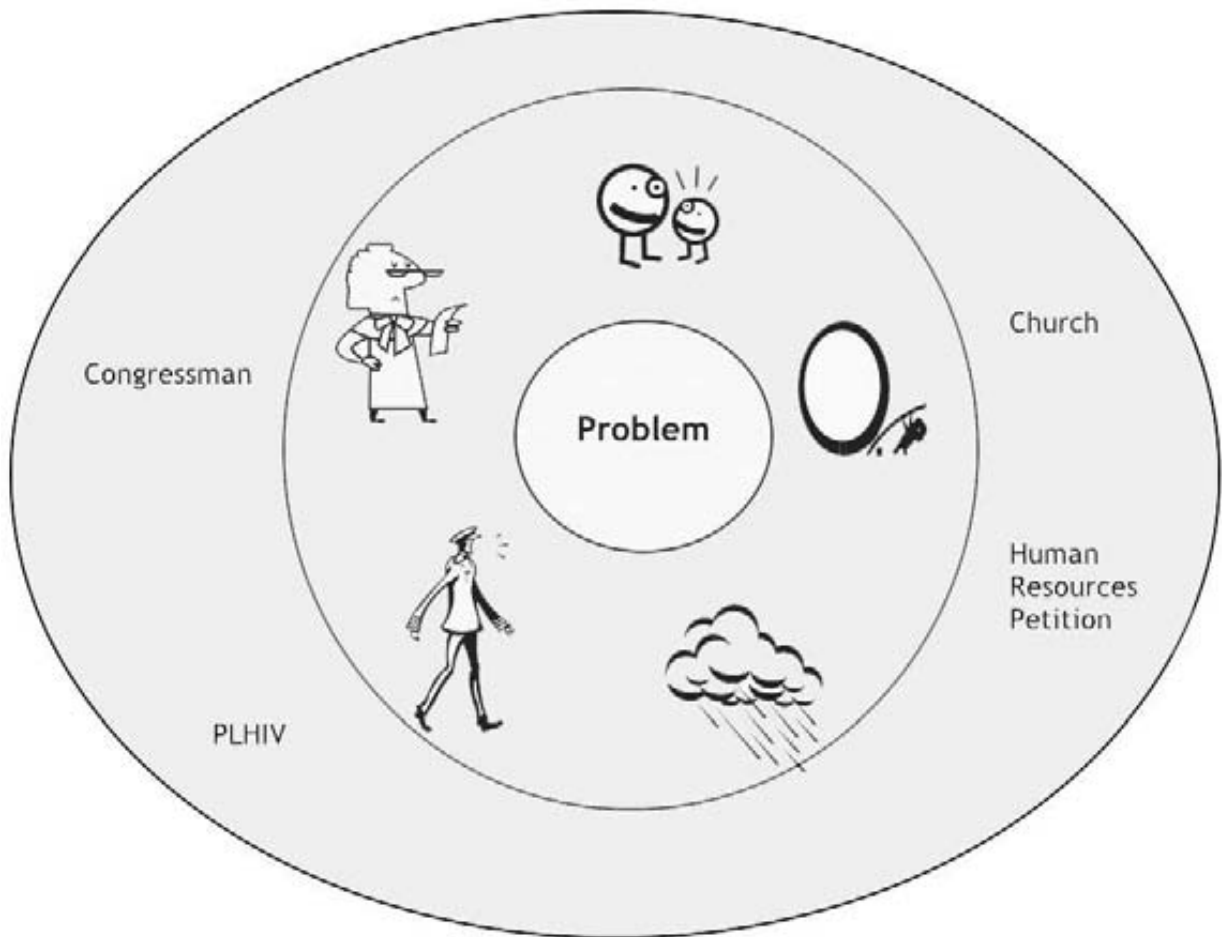 Church
Congressman
Problem
Human
Resources
Petition
PLHIV